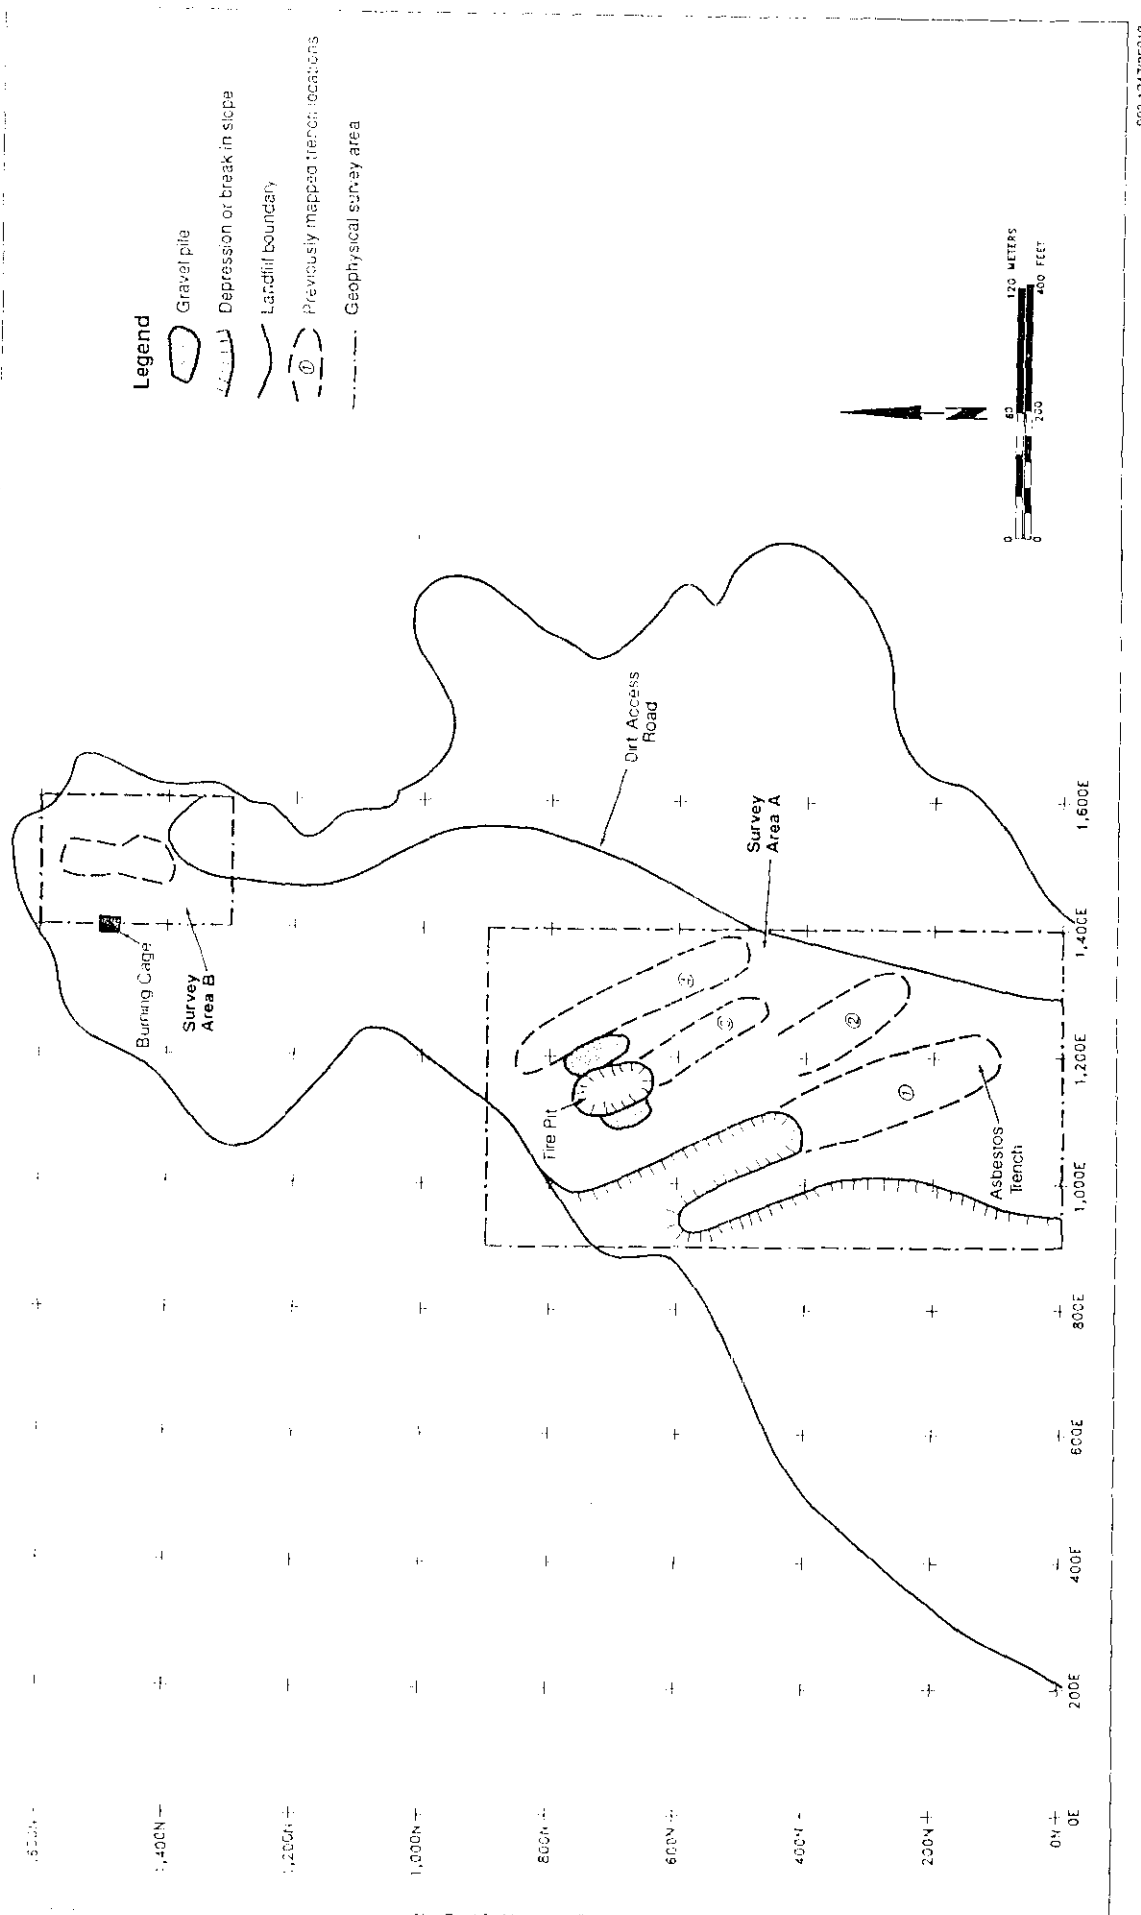 Legend
Gravel pile
Depression or break in slope
Landfill boundary
① Previously mapped trench locations
Geophysical survey area
Burning Cage
Survey
Area B
Tire Pit
Dirt Access
Road
Survey
Area A
Asbestos
Trench
①
②
1,400N
1,200N
1,000N
800N
600N
400N
200N
0N
0E
200E
400E
600E
800E
1,000E
1,200E
1,400E
1,600E
N
0 60 120 METERS
0 200 400 FEET